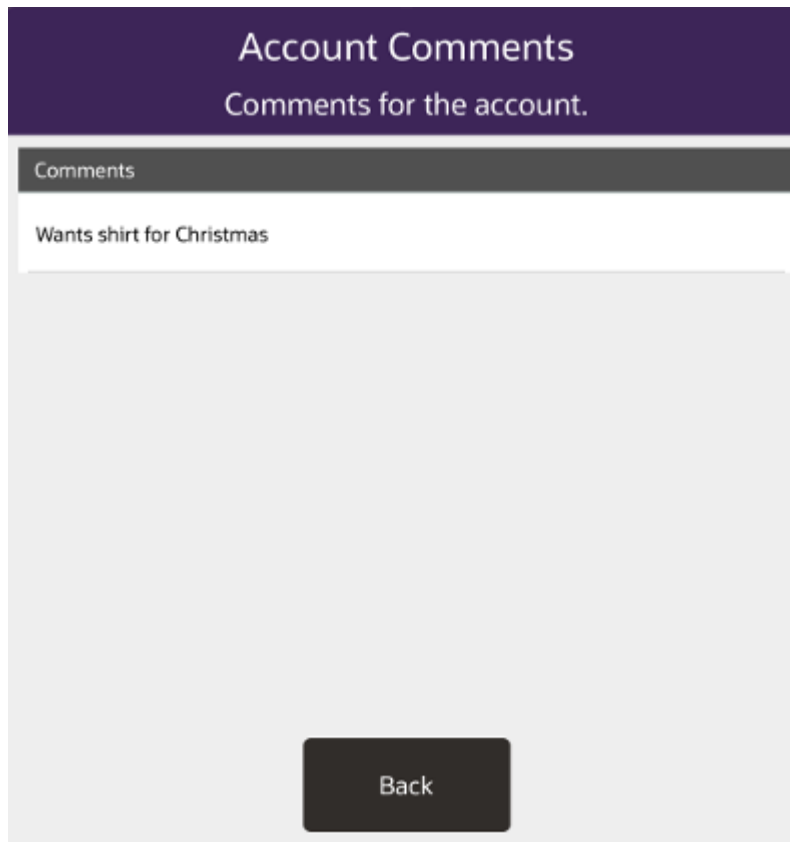 Account Comments
Comments for the account.
Comments
Wants shirt for Christmas
Back